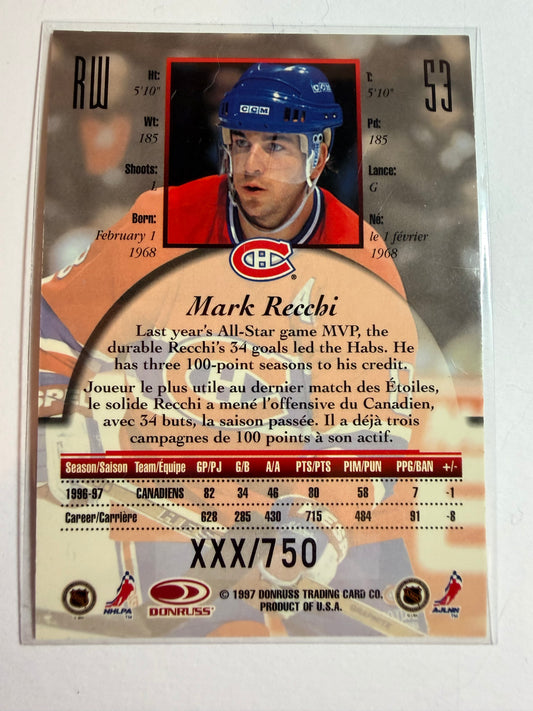 RW
53
Ht:
5'10"
Wt:
185
Shoots:
L
Born:
February 1
1968
T:
5'10"
Pd:
185
Lance:
G
Né:
le 1 février
1968
CCM
CCM
CH
®
Mark Recchi
Last year's All-Star game MVP, the
durable Recchi's 34 goals led the Habs. He
has three 100-point seasons to his credit.
Joueur le plus utile au dernier match des Étoiles,
le solide Recchi a mené l'offensive du Canadien,
avec 34 buts, la saison passée. Il a déjà trois
campagnes de 100 points à son actif.
Season/Saison Team/Équipe GP/PJ G/B A/A PTS/PTS PIM/PUN PPG/BAN +/-
1996-97 CANADIENS 82 34 46 80 58 7 -1
Career/Carrière 628 285 430 715 484 91 -8
XXX/750
NHLPA
TM
DONRUSS
© 1997 DONRUSS TRADING CARD CO.
PRODUCT OF U.S.A.
AJLNH
TM